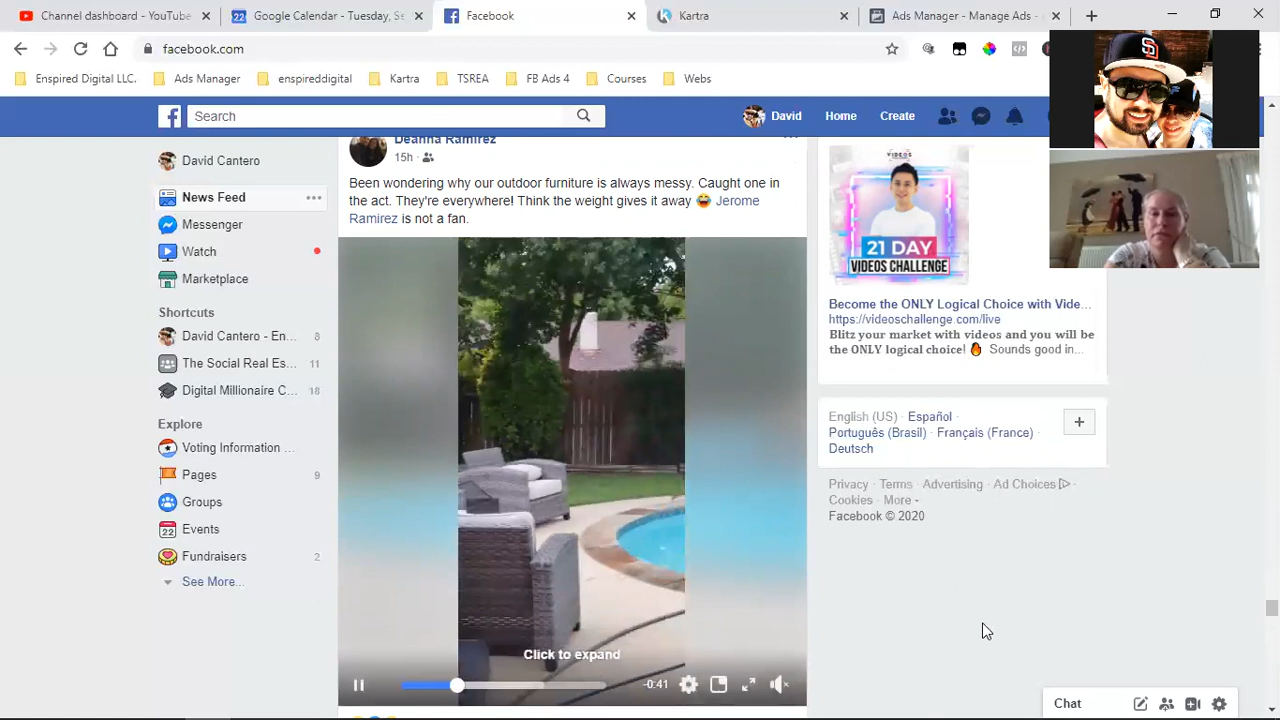 Channel dashboard - YouTube
Google Calendar - Tuesday, Se
Facebook
Kartra
Ads Manager - Manage Ads -
facebook.com
Enspired Digital LLC.
Ads Manager
enspireddigital
Kartra
TSREA
FB Ads 4
Courses
Webs
Search
David
Home
Create
David Cantero
News Feed
Messenger
Watch
Marketplace
Shortcuts
David Cantero - En... 8
The Social Real Es... 11
Digital Millionaire C... 18
Explore
Voting Information ...
Pages 9
Groups
Events
Fundraisers 2
See More...
Deanna Ramirez
15h
Been wondering why our outdoor furniture is always messy. Caught one in
the act. They're everywhere! Think the weight gives it away 😂 Jerome
Ramirez is not a fan.
Click to expand
-0:41
VIDEOS
21 DAY
VIDEOS CHALLENGE
Become the ONLY Logical Choice with Vide...
https://videoschallenge.com/live
Blitz your market with videos and you will be
the ONLY logical choice! 🔥 Sounds good in...
English (US) · Español ·
Português (Brasil) · Français (France) ·
Deutsch
Privacy · Terms · Advertising · Ad Choices ·
Cookies · More
Facebook © 2020
Chat